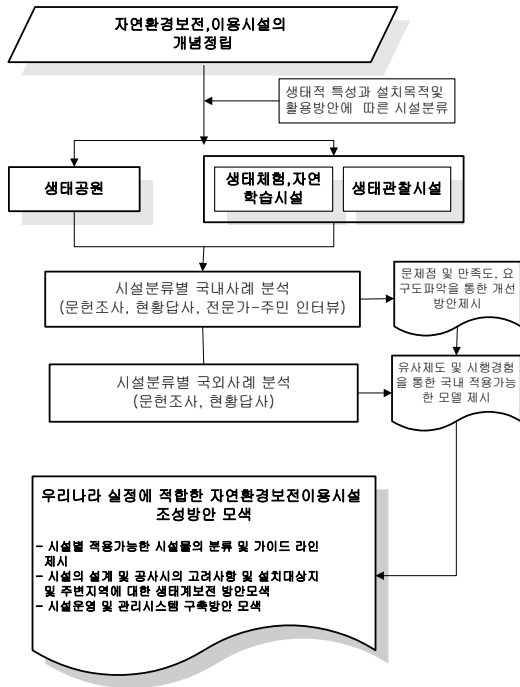 자연환경보전,이용시설의
개념정립
생태적 특성과 설치목적및
활용방안에 따른 시설분류
생태공원
생태체험,자연
학습시설
생태관찰시설
시설분류별 국내사례 분석
(문헌조사, 현황답사, 전문가-주민 인터뷰)
문제점 및 만족도, 요
구도파악을 통한 개선
방안제시
시설분류별 국외사례 분석
(문헌조사, 현황답사)
유사제도 및 시행경험
을 통한 국내 적용가능
한 모델 제시
우리나라 실정에 적합한 자연환경보전이용시설
조성방안 모색
- 시설별 적용가능한 시설물의 분류 및 가이드 라인
제시
- 시설의 설계 및 공사시의 고려사항 및 설치대상지
및 주변지역에 대한 생태계보전 방안모색
- 시설운영 및 관리시스템 구축방안 모색